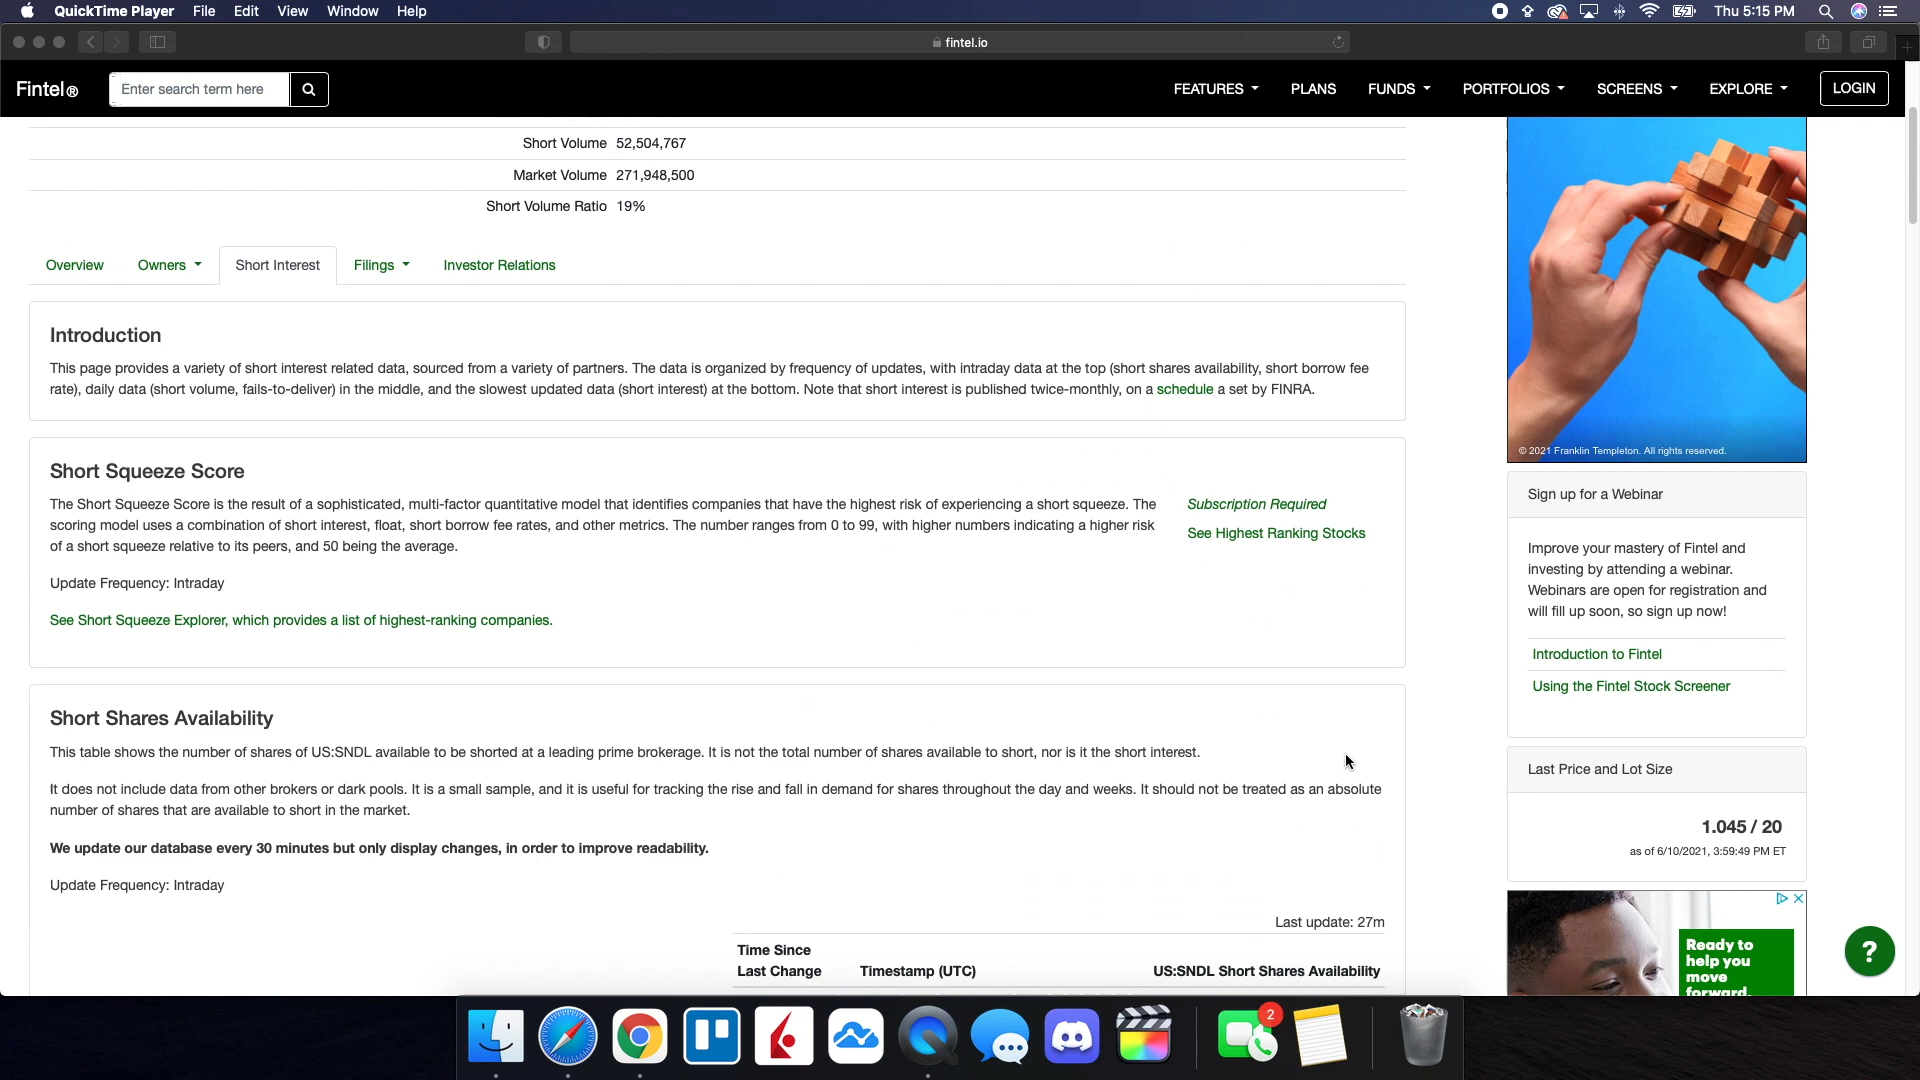 QuickTime Player File Edit View Window Help
Thu 5:15 PM
fintel.io
Fintel®
Enter search term here
FEATURES PLANS FUNDS PORTFOLIOS SCREENS EXPLORE LOGIN
Short Volume 52,504,767
Market Volume 271,948,500
Short Volume Ratio 19%
Overview Owners Short Interest Filings Investor Relations
Introduction
This page provides a variety of short interest related data, sourced from a variety of partners. The data is organized by frequency of updates, with intraday data at the top (short shares availability, short borrow fee
rate), daily data (short volume, fails-to-deliver) in the middle, and the slowest updated data (short interest) at the bottom. Note that short interest is published twice-monthly, on a schedule a set by FINRA.
Short Squeeze Score
The Short Squeeze Score is the result of a sophisticated, multi-factor quantitative model that identifies companies that have the highest risk of experiencing a short squeeze. The
scoring model uses a combination of short interest, float, short borrow fee rates, and other metrics. The number ranges from 0 to 99, with higher numbers indicating a higher risk
of a short squeeze relative to its peers, and 50 being the average.
Subscription Required
See Highest Ranking Stocks
Update Frequency: Intraday
See Short Squeeze Explorer, which provides a list of highest-ranking companies.
Short Shares Availability
This table shows the number of shares of US:SNDL available to be shorted at a leading prime brokerage. It is not the total number of shares available to short, nor is it the short interest.
It does not include data from other brokers or dark pools. It is a small sample, and it is useful for tracking the rise and fall in demand for shares throughout the day and weeks. It should not be treated as an absolute
number of shares that are available to short in the market.
We update our database every 30 minutes but only display changes, in order to improve readability.
Update Frequency: Intraday
Last update: 27m
Time Since
Last Change Timestamp (UTC) US:SNDL Short Shares Availability
© 2021 Franklin Templeton. All rights reserved.
Sign up for a Webinar
Improve your mastery of Fintel and
investing by attending a webinar.
Webinars are open for registration and
will fill up soon, so sign up now!
Introduction to Fintel
Using the Fintel Stock Screener
Last Price and Lot Size
1.045 / 20
as of 6/10/2021, 3:59:49 PM ET
Ready to
help you
move
forward.
?
2